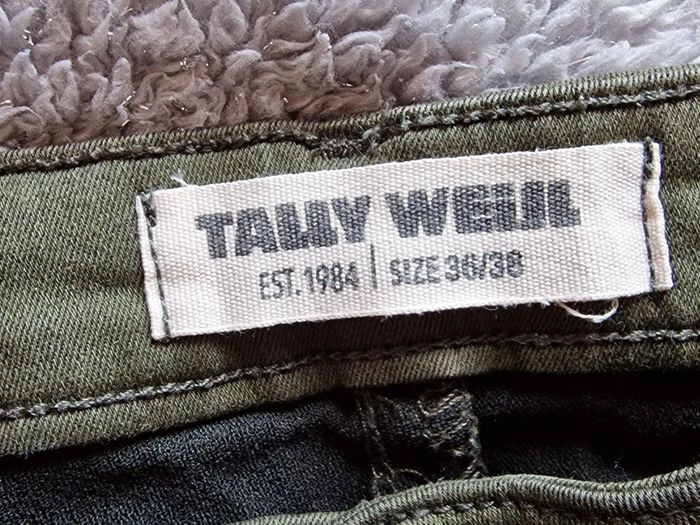 TALLY WEIJL
EST. 1984 | SIZE 36/38